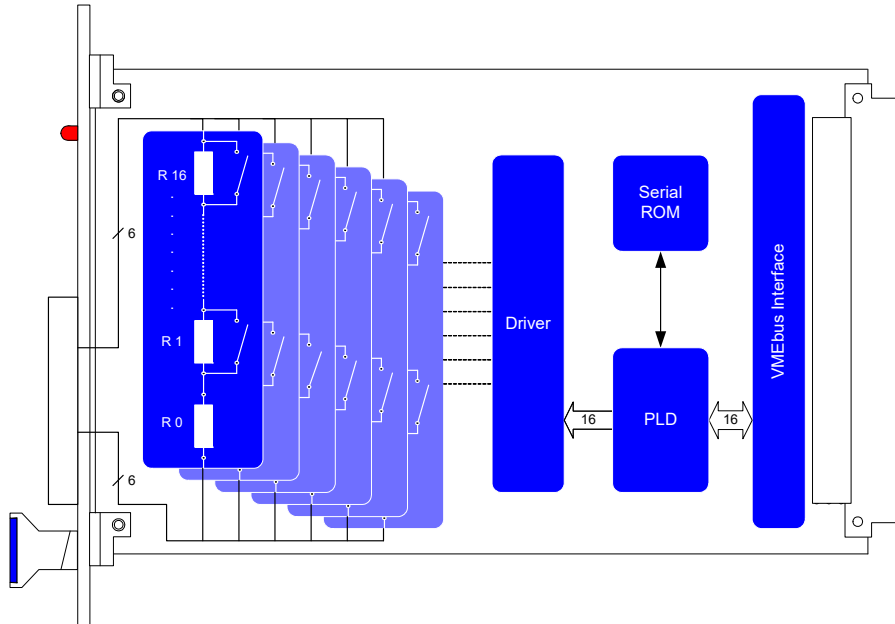 R 16
6
R 1
R 0
6
Driver
Serial
ROM
PLD
16
16
VMEbus Interface